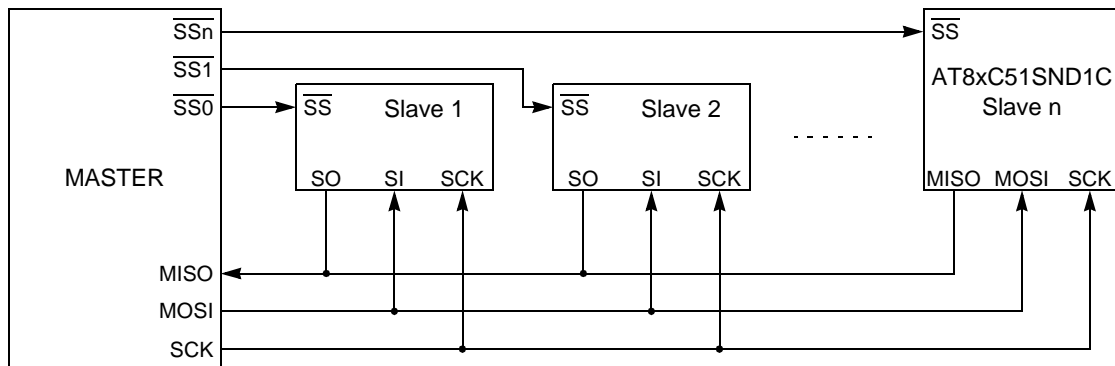 SSn
SS1
SS0
MASTER
MISO
MOSI
SCK
SS
Slave 1
SO SI SCK
SS
Slave 2
SO SI SCK
SS
AT8xC51SND1C
Slave n
MISO MOSI SCK